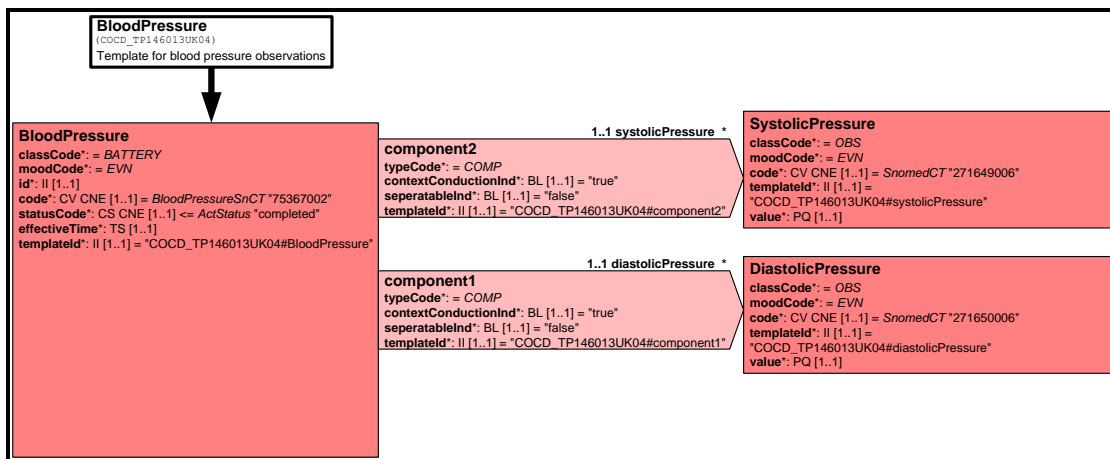 BloodPressure
(COCD_TP146013UK04)
Template for blood pressure observations
BloodPressure
classCode*: = BATTERY
moodCode*: = EVN
id*: II [1..1]
code*: CV CNE [1..1] = BloodPressureSnCT "75367002"
statusCode*: CS CNE [1..1] <= ActStatus "completed"
effectiveTime*: TS [1..1]
templateId*: II [1..1] = "COCD_TP146013UK04#BloodPressure"
1..1 systolicPressure *
component2
typeCode*: = COMP
contextConductionInd*: BL [1..1] = "true"
seperatableInd*: BL [1..1] = "false"
templateId*: II [1..1] = "COCD_TP146013UK04#component2"
SystolicPressure
classCode*: = OBS
moodCode*: = EVN
code*: CV CNE [1..1] = SnomedCT "271649006"
templateId*: II [1..1] =
"COCD_TP146013UK04#systolicPressure"
value*: PQ [1..1]
1..1 diastolicPressure *
component1
typeCode*: = COMP
contextConductionInd*: BL [1..1] = "true"
seperatableInd*: BL [1..1] = "false"
templateId*: II [1..1] = "COCD_TP146013UK04#component1"
DiastolicPressure
classCode*: = OBS
moodCode*: = EVN
code*: CV CNE [1..1] = SnomedCT "271650006"
templateId*: II [1..1] =
"COCD_TP146013UK04#diastolicPressure"
value*: PQ [1..1]